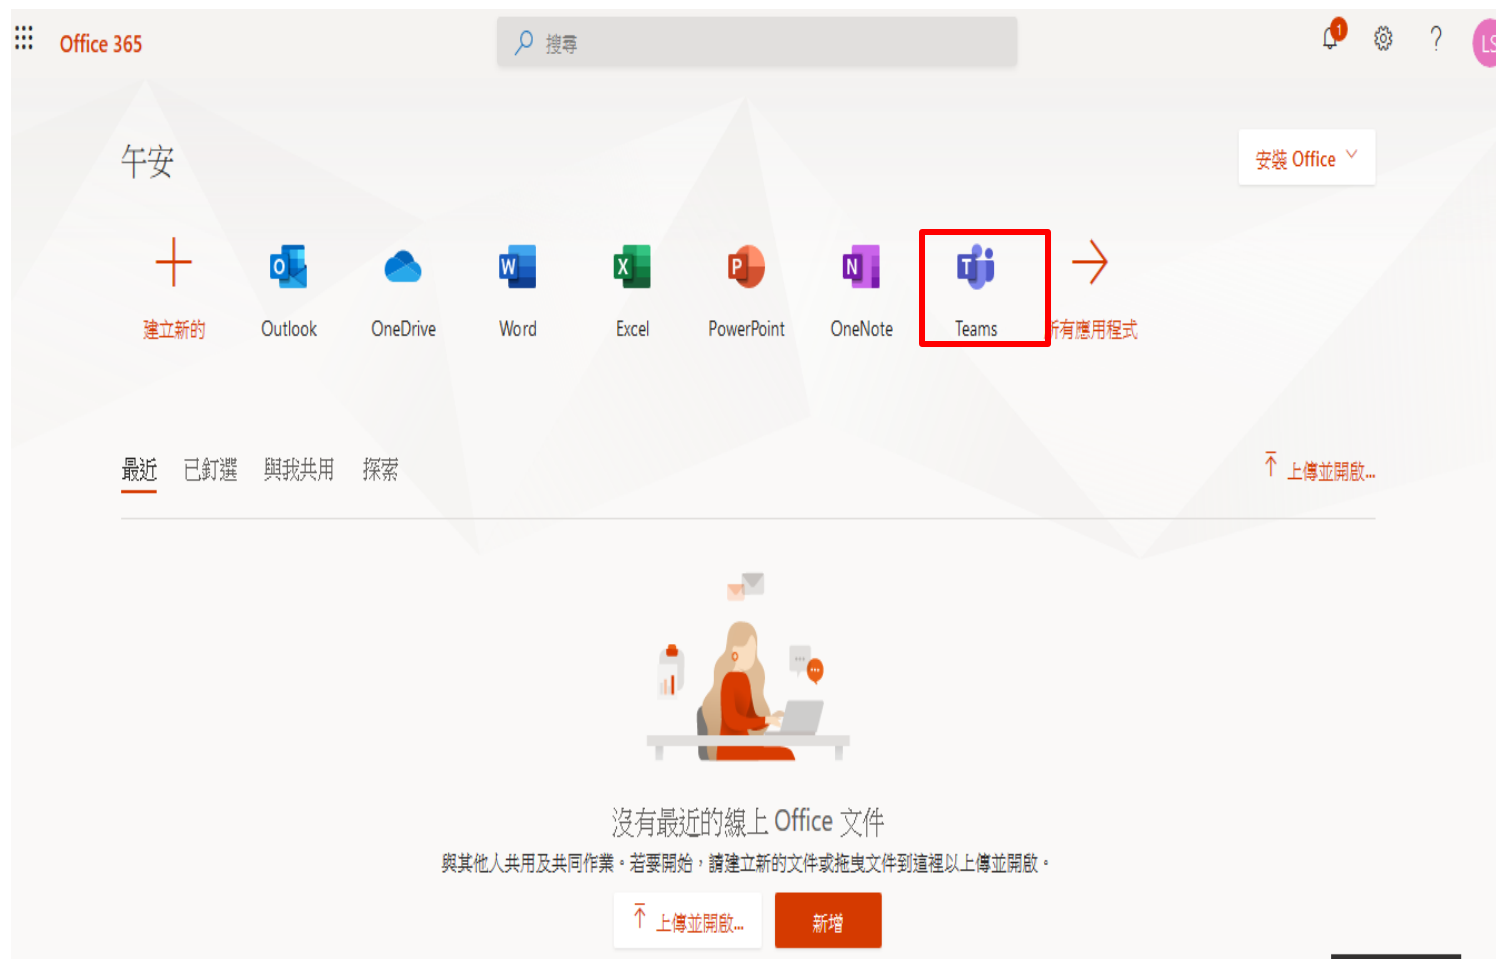 Office 365
搜尋
1
LS
午安
安裝 Office
建立新的
Outlook
OneDrive
Word
Excel
PowerPoint
OneNote
Teams
所有應用程式
最近
已釘選
與我共用
探索
上傳並開啟...
沒有最近的線上 Office 文件
與其他人共用及共同作業。若要開始，請建立新的文件或拖曳文件到這裡以上傳並開啟。
上傳並開啟...
新增